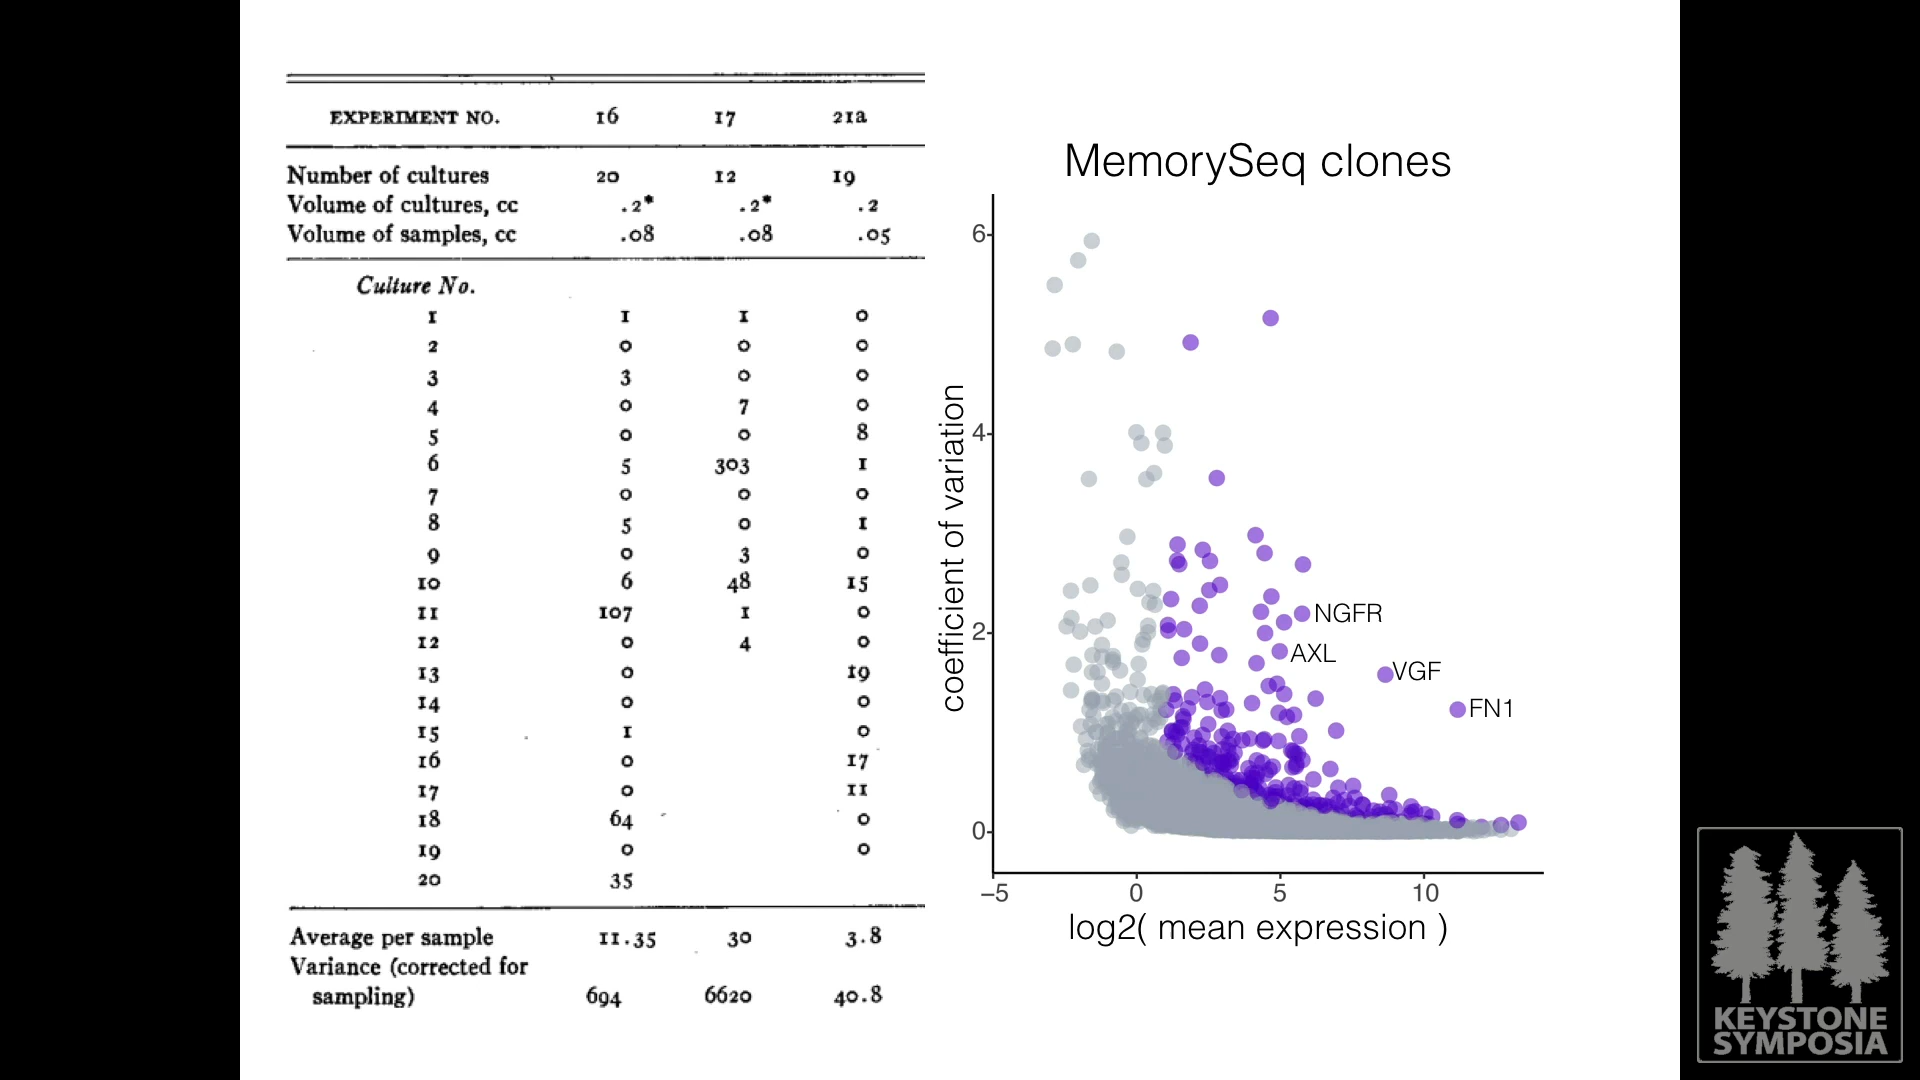 EXPERIMENT NO. 16 17 21a
Number of cultures 20 12 19
Volume of cultures, cc .2* .2* .2
Volume of samples, cc .08 .08 .05
Culture No.
1 1 1 0
2 0 0 0
3 3 0 0
4 0 7 0
5 0 0 8
6 5 303 1
7 0 0 0
8 5 0 1
9 0 3 0
10 6 48 15
11 107 1 0
12 0 4 0
13 0 19
14 0 0
15 1 0
16 0 17
17 0 11
18 64 0
19 0 0
20 35
Average per sample 11.35 30 3.8
Variance (corrected for
sampling) 694 6620 40.8
MemorySeq clones
coefficient of variation
6
4
2
0
NGFR
AXL
VGF
FN1
−5 0 5 10
log2( mean expression )
KEYSTONE
SYMPOSIA